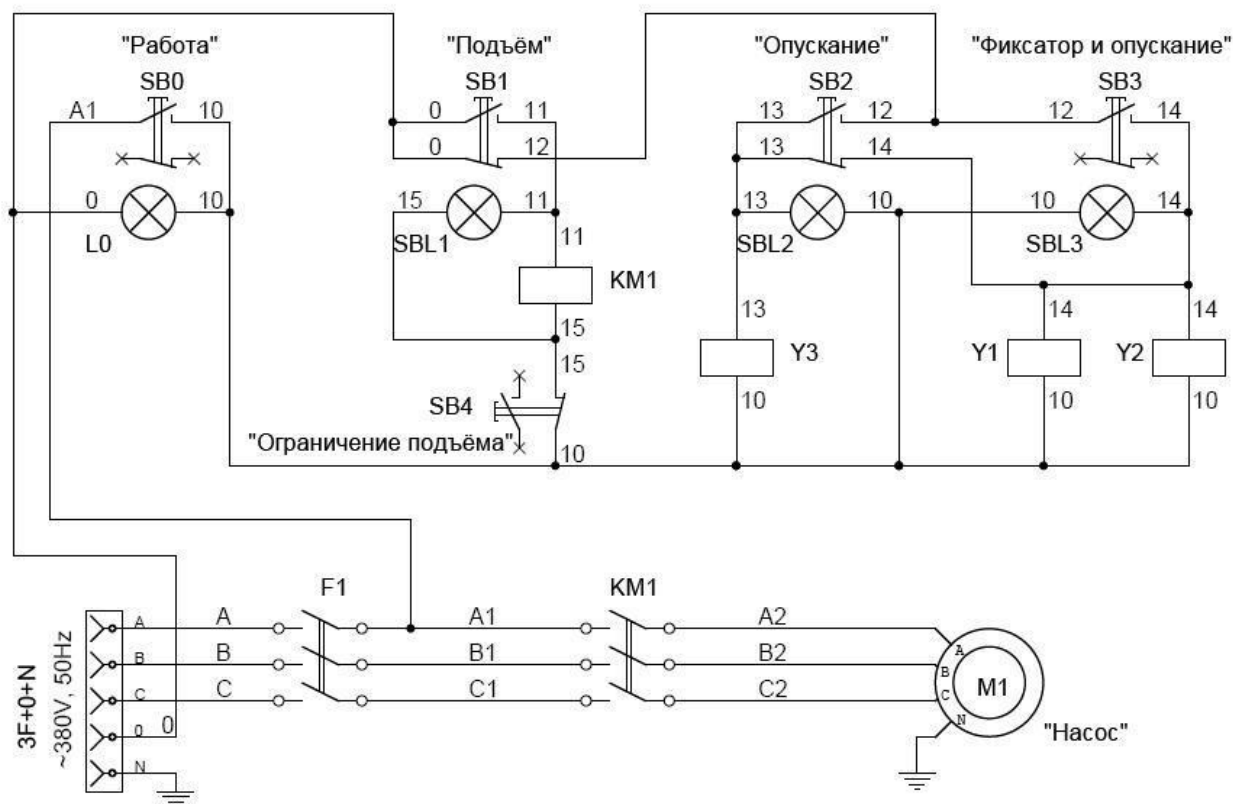 "Работа" "Подъём" "Опускание" "Фиксатор и опускание"
SB0 SB1 SB2 SB3
A1 10 0 11 13 12 12 14
0 12 13 14
0 10 15 11 13 10 10 14
L0 SBL1 SBL2 SBL3
11
KM1
13 14 14
15
Y3 Y1 Y2
15
10 10 10
SB4
"Ограничение подъёма"
10
F1 KM1
3F+0+N
~380V, 50Hz
A A A1 A2 A
B B B1 B2 B
C C C1 C2 C
M1
0 0 N
"Насос"
N